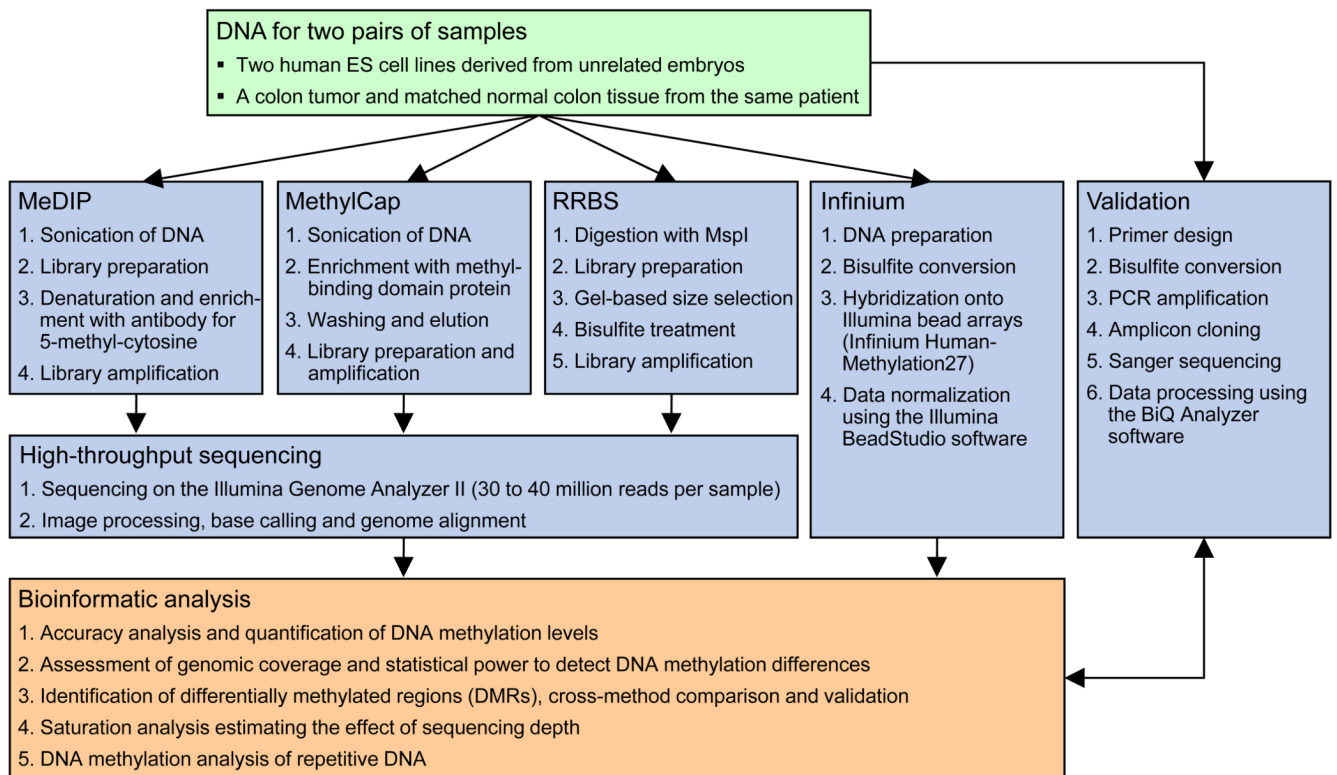 DNA for two pairs of samples
▪ Two human ES cell lines derived from unrelated embryos
▪ A colon tumor and matched normal colon tissue from the same patient
MeDIP
1. Sonication of DNA
2. Library preparation
3. Denaturation and enrich-
ment with antibody for
5-methyl-cytosine
4. Library amplification
MethylCap
1. Sonication of DNA
2. Enrichment with methyl-
binding domain protein
3. Washing and elution
4. Library preparation and
amplification
RRBS
1. Digestion with MspI
2. Library preparation
3. Gel-based size selection
4. Bisulfite treatment
5. Library amplification
Infinium
1. DNA preparation
2. Bisulfite conversion
3. Hybridization onto
Illumina bead arrays
(Infinium Human-
Methylation27)
4. Data normalization
using the Illumina
BeadStudio software
Validation
1. Primer design
2. Bisulfite conversion
3. PCR amplification
4. Amplicon cloning
5. Sanger sequencing
6. Data processing using
the BiQ Analyzer
software
High-throughput sequencing
1. Sequencing on the Illumina Genome Analyzer II (30 to 40 million reads per sample)
2. Image processing, base calling and genome alignment
Bioinformatic analysis
1. Accuracy analysis and quantification of DNA methylation levels
2. Assessment of genomic coverage and statistical power to detect DNA methylation differences
3. Identification of differentially methylated regions (DMRs), cross-method comparison and validation
4. Saturation analysis estimating the effect of sequencing depth
5. DNA methylation analysis of repetitive DNA